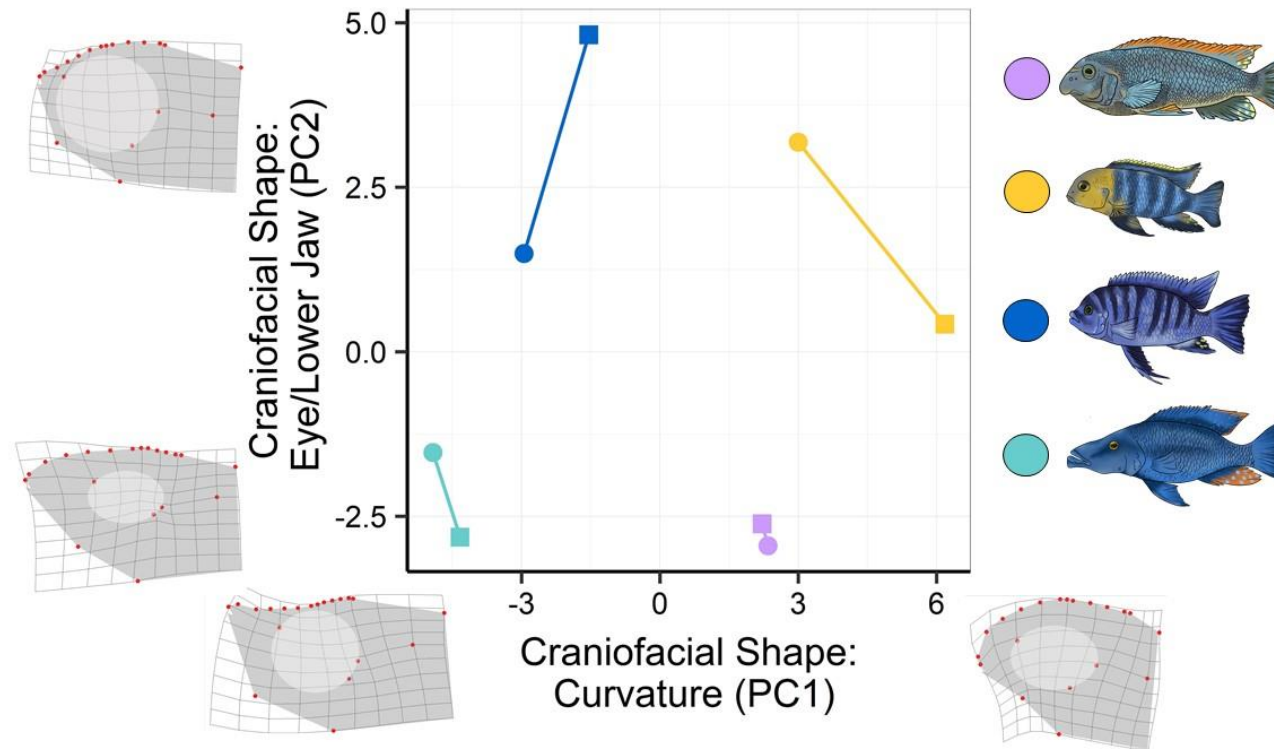 Craniofacial Shape:
Eye/Lower Jaw (PC2)
5.0
2.5
0.0
-2.5
-3
0
3
6
Craniofacial Shape:
Curvature (PC1)